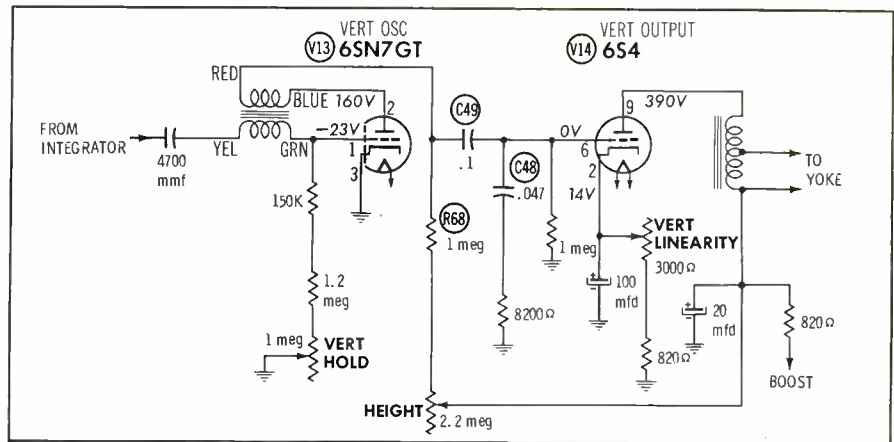 VERT OSC
V13 6SN7GT
VERT OUTPUT
V14 6S4
RED
BLUE 160V
2
9
390V
C49
FROM
INTEGRATOR
-23V
1
0V
6
TO
YOKE
YEL
GRN
4700
mmf
3
.1
C48
.047
2
14V
150K
R68
1 meg
1 meg
VERT
LINEARITY
3000Ω
1.2
meg
8200Ω
100
mfd
20
mfd
820Ω
1 meg
VERT
HOLD
820Ω
BOOST
HEIGHT
2.2 meg